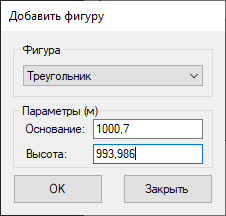 Добавить фигуру
Фигура
Треугольник
Параметры (м)
Основание: 1000,7
Высота: 993,986
OK Закрыть